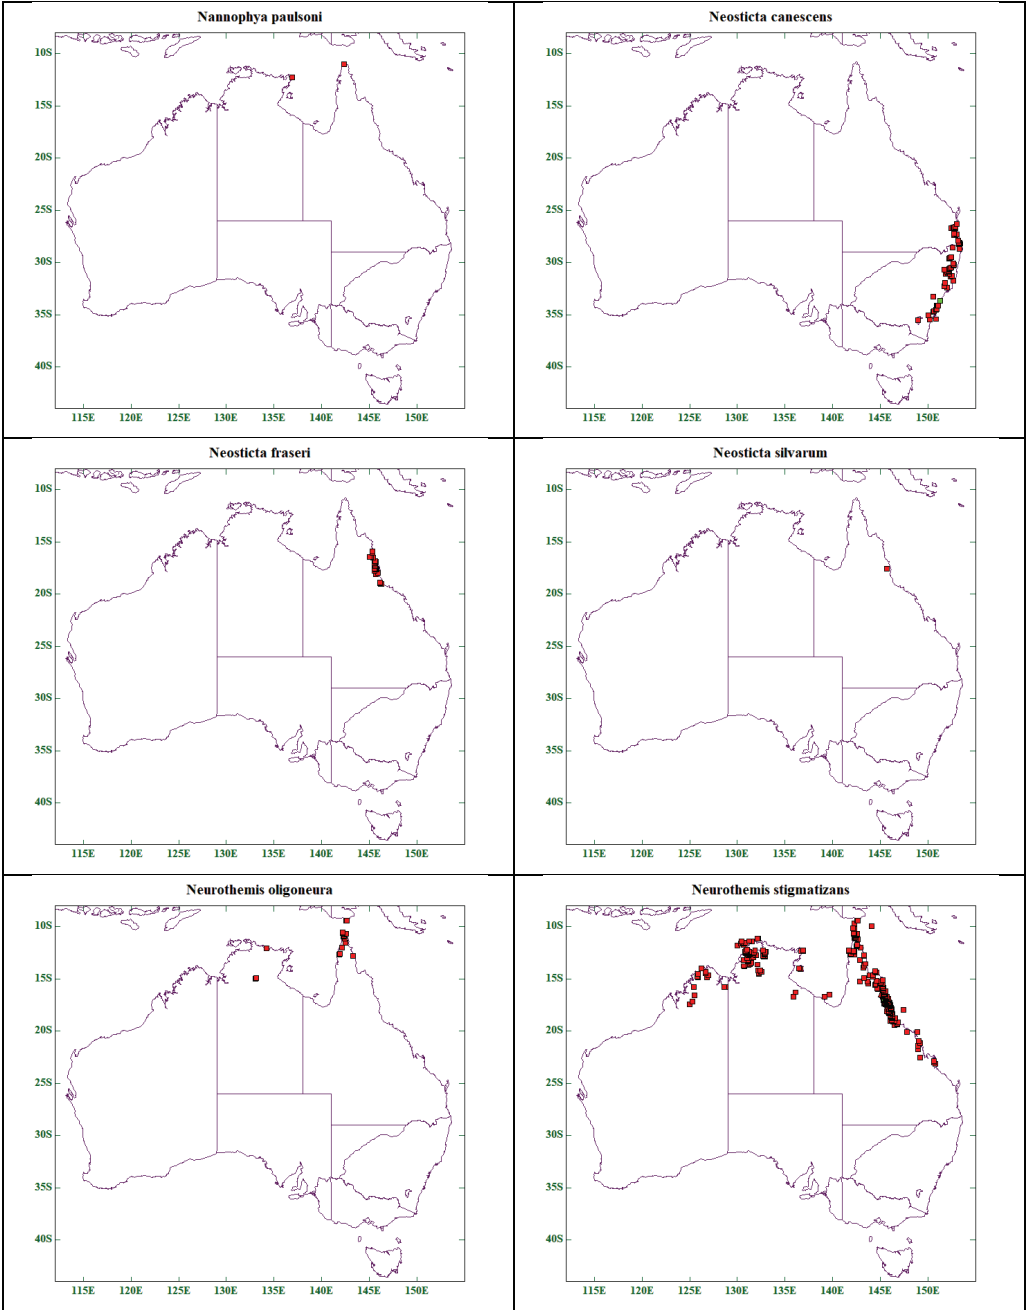 Nannophya paulsoni
10S
15S
20S
25S
30S
35S
40S
115E 120E 125E 130E 135E 140E 145E 150E
Neosticta canescens
10S
15S
20S
25S
30S
35S
40S
115E 120E 125E 130E 135E 140E 145E 150E
Neosticta fraseri
10S
15S
20S
25S
30S
35S
40S
115E 120E 125E 130E 135E 140E 145E 150E
Neosticta silvarum
10S
15S
20S
25S
30S
35S
40S
115E 120E 125E 130E 135E 140E 145E 150E
Neurothemis oligoneura
10S
15S
20S
25S
30S
35S
40S
115E 120E 125E 130E 135E 140E 145E 150E
Neurothemis stigmatizans
10S
15S
20S
25S
30S
35S
40S
115E 120E 125E 130E 135E 140E 145E 150E